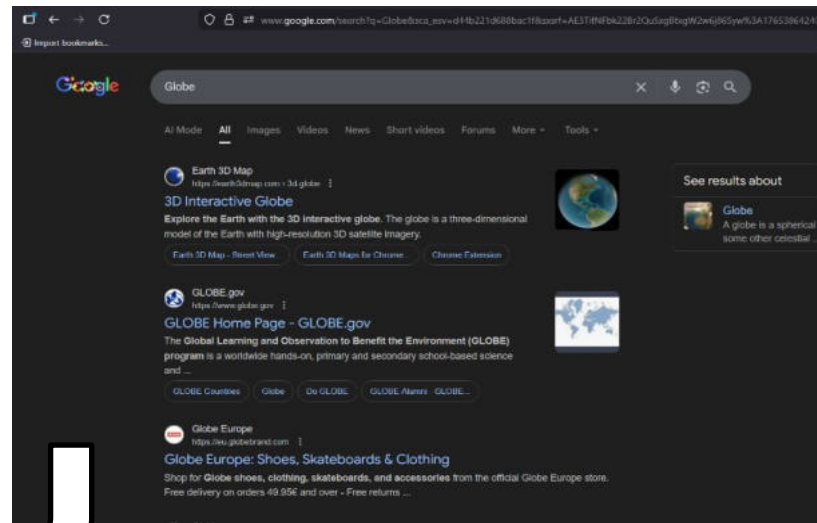 Import bookmarks...
www.google.com/search?q=Globe
Google
Globe
AI Mode All Images Videos News Short videos Forums More Tools
Earth 3D Map
https://earth3dmap.com › 3d-globe
3D Interactive Globe
Explore the Earth with the 3D interactive globe. The globe is a three-dimensional
model of the Earth with high-resolution 3D satellite imagery.
Earth 3D Map - Street View Earth 3D Maps for Chrome... Chrome Extension
See results about
Globe
A globe is a spherical
some other celestial ...
GLOBE.gov
https://www.globe.gov
GLOBE Home Page - GLOBE.gov
The Global Learning and Observation to Benefit the Environment (GLOBE)
program is a worldwide hands-on, primary and secondary school-based science
and ...
GLOBE Countries Globe Do GLOBE GLOBE Alumni - GLOBE...
Globe Europe
https://eu.globebrand.com
Globe Europe: Shoes, Skateboards & Clothing
Shop for Globe shoes, clothing, skateboards, and accessories from the official Globe Europe store.
Free delivery on orders 49.95€ and over - Free returns ...